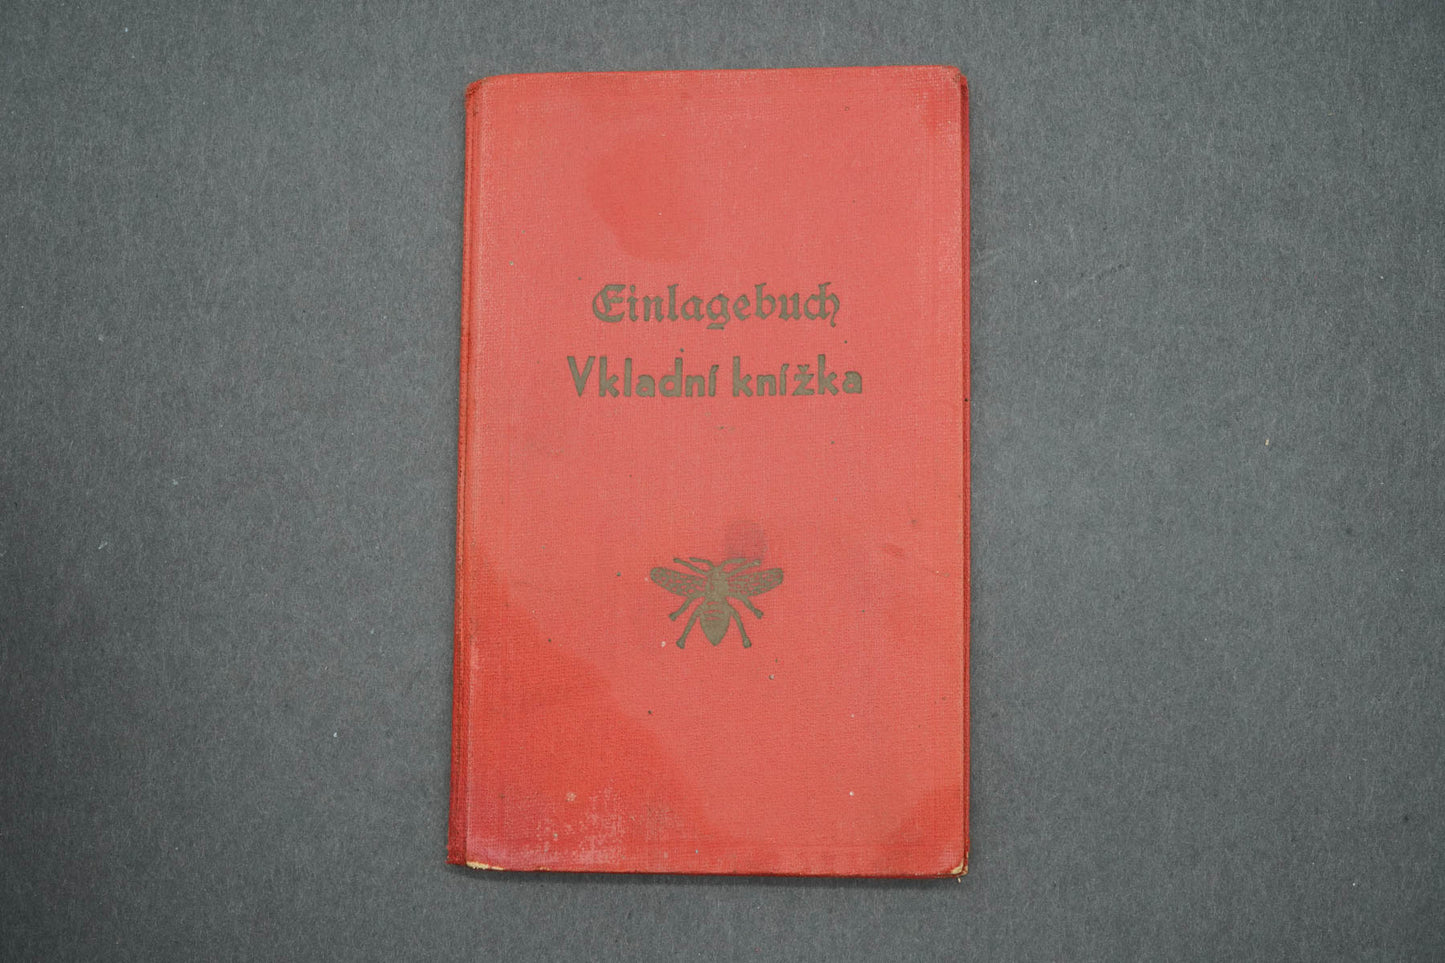 Einlagebuch
Vkladní knížka